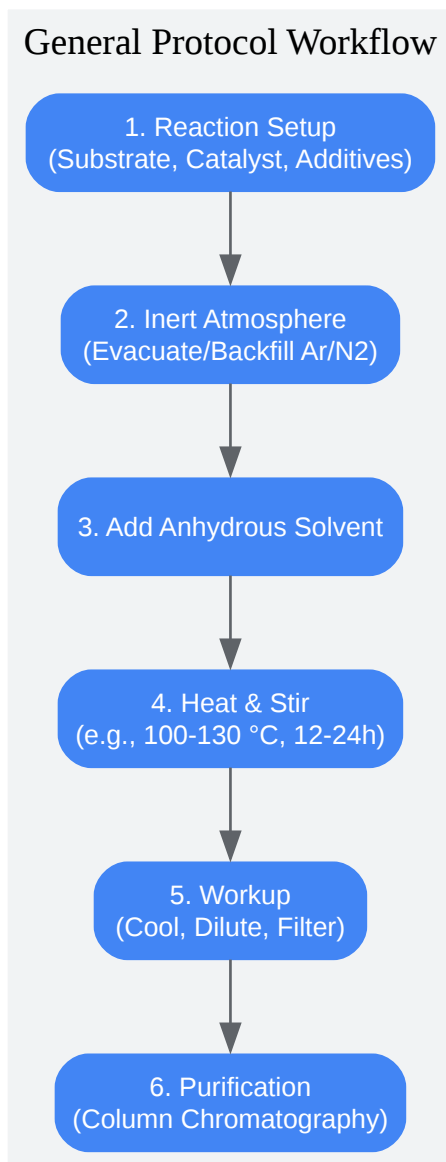 General Protocol Workflow
1. Reaction Setup
(Substrate, Catalyst, Additives)
2. Inert Atmosphere
(Evacuate/Backfill Ar/N2)
3. Add Anhydrous Solvent
4. Heat & Stir
(e.g., 100-130 °C, 12-24h)
5. Workup
(Cool, Dilute, Filter)
6. Purification
(Column Chromatography)